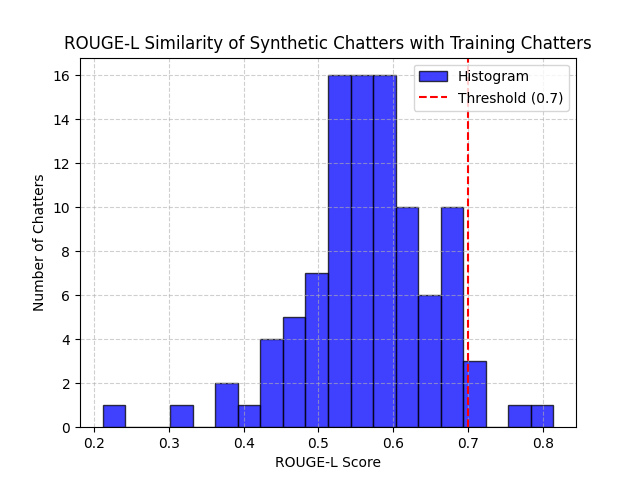 ROUGE-L Similarity of Synthetic Chatters with Training Chatters
Histogram
Threshold (0.7)
Number of Chatters
16
14
12
10
8
6
4
2
0
0.2 0.3 0.4 0.5 0.6 0.7 0.8
ROUGE-L Score